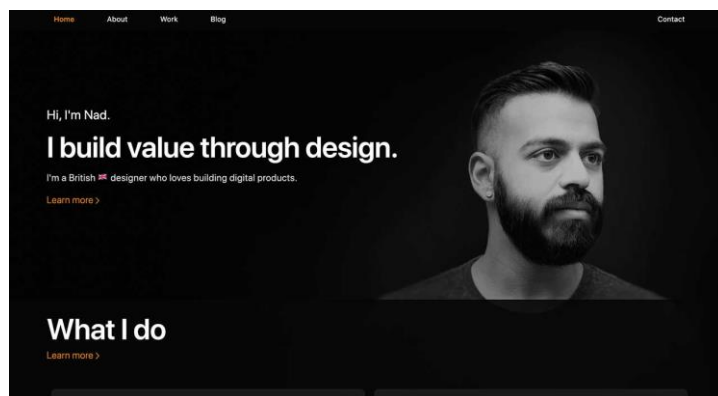 Home About Work Blog Contact
Hi, I'm Nad.
I build value through design.
I'm a British 🇬🇧 designer who loves building digital products.
Learn more >
What I do
Learn more >